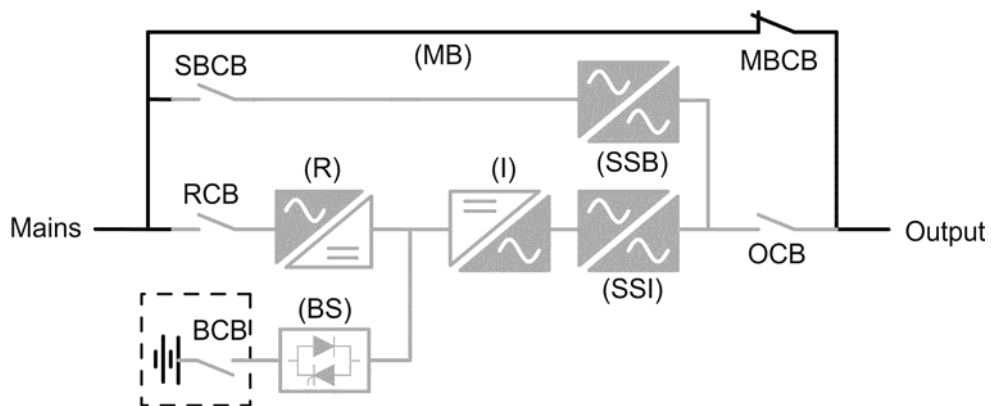 (MB)
MBCB
SBCB
(SSB)
(R)
(I)
RCB
Mains
Output
OCB
(SSI)
(BS)
BCB